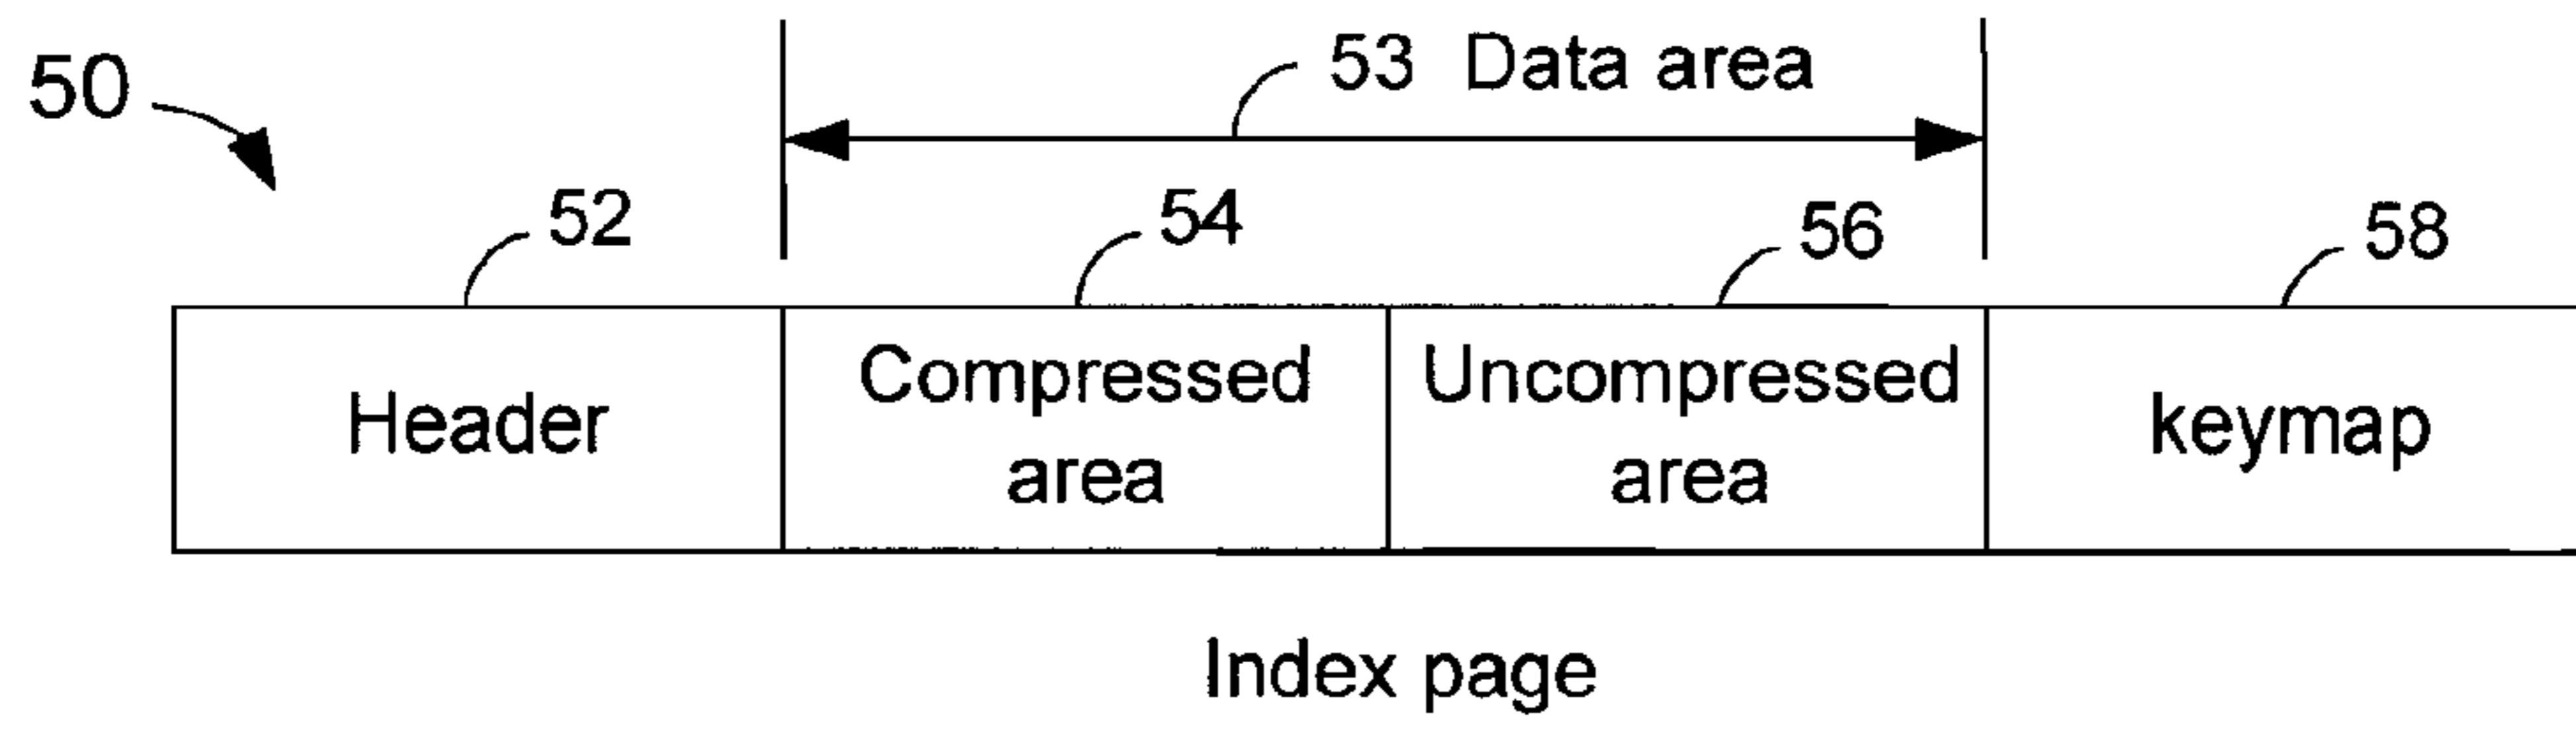 50
53 Data area
52
54
56
58
Header
Compressed
area
Uncompressed
area
keymap
Index page